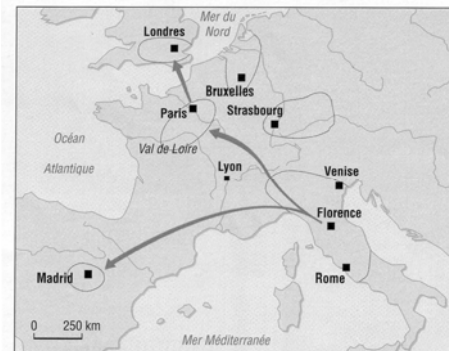 Mer du
Nord
Londres
Bruxelles
Paris
Strasbourg
Océan
Atlantique
Val de Loire
Lyon
Venise
Florence
Madrid
Rome
0 250 km
Mer Méditerranée